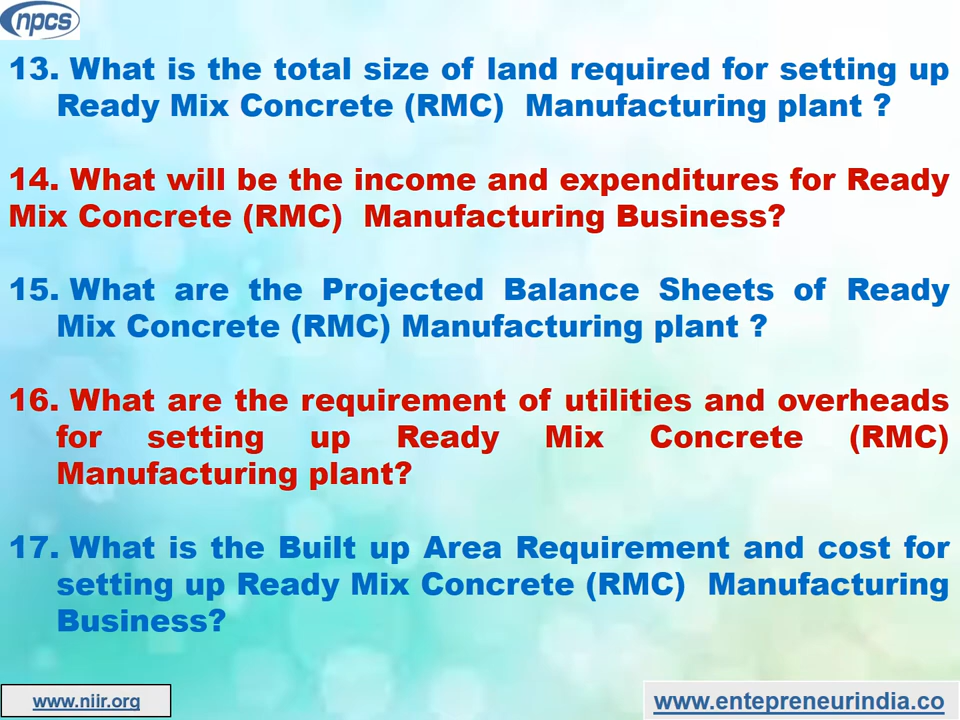 npcs
13. What is the total size of land required for setting up
Ready Mix Concrete (RMC) Manufacturing plant ?
14. What will be the income and expenditures for Ready
Mix Concrete (RMC) Manufacturing Business?
15. What are the Projected Balance Sheets of Ready
Mix Concrete (RMC) Manufacturing plant ?
16. What are the requirement of utilities and overheads
for setting up Ready Mix Concrete (RMC)
Manufacturing plant?
17. What is the Built up Area Requirement and cost for
setting up Ready Mix Concrete (RMC) Manufacturing
Business?
www.niir.org
www.entepreneurindia.co